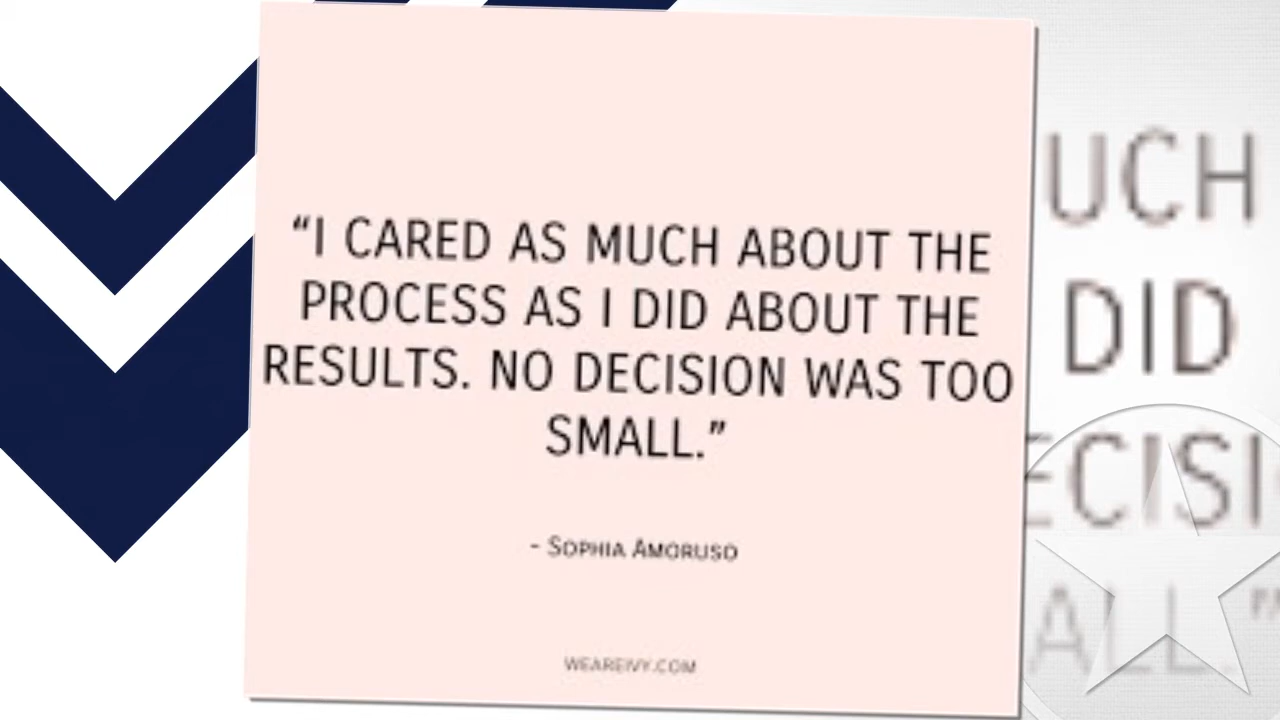 “I CARED AS MUCH ABOUT THE
PROCESS AS I DID ABOUT THE
RESULTS. NO DECISION WAS TOO
SMALL.”
- SOPHIA AMORUSO
WEAREIVY.COM
UCH
DID
ECISI
ALL.”